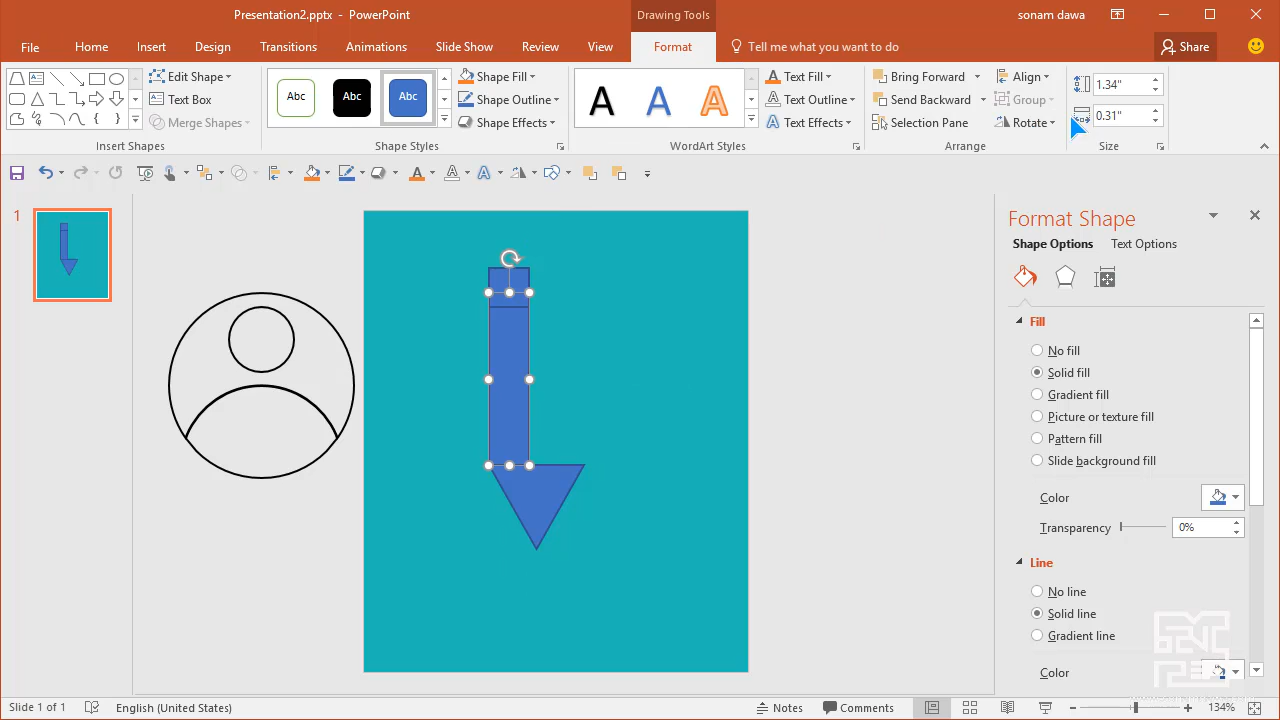 Presentation2.pptx - PowerPoint
Drawing Tools
sonam dawa
File
Home
Insert
Design
Transitions
Animations
Slide Show
Review
View
Format
Tell me what you want to do
Share
Edit Shape
Text Box
Merge Shapes
Insert Shapes
Abc
Abc
Abc
Shape Fill
Shape Outline
Shape Effects
Shape Styles
A
A
A
Text Fill
Text Outline
Text Effects
WordArt Styles
Bring Forward
Send Backward
Selection Pane
Align
Group
Rotate
Arrange
1.34"
0.31"
Size
1
Format Shape
Shape Options
Text Options
Fill
No fill
Solid fill
Gradient fill
Picture or texture fill
Pattern fill
Slide background fill
Color
Transparency
0%
Line
No line
Solid line
Gradient line
Color
Slide 1 of 1
English (United States)
Notes
Comments
134%